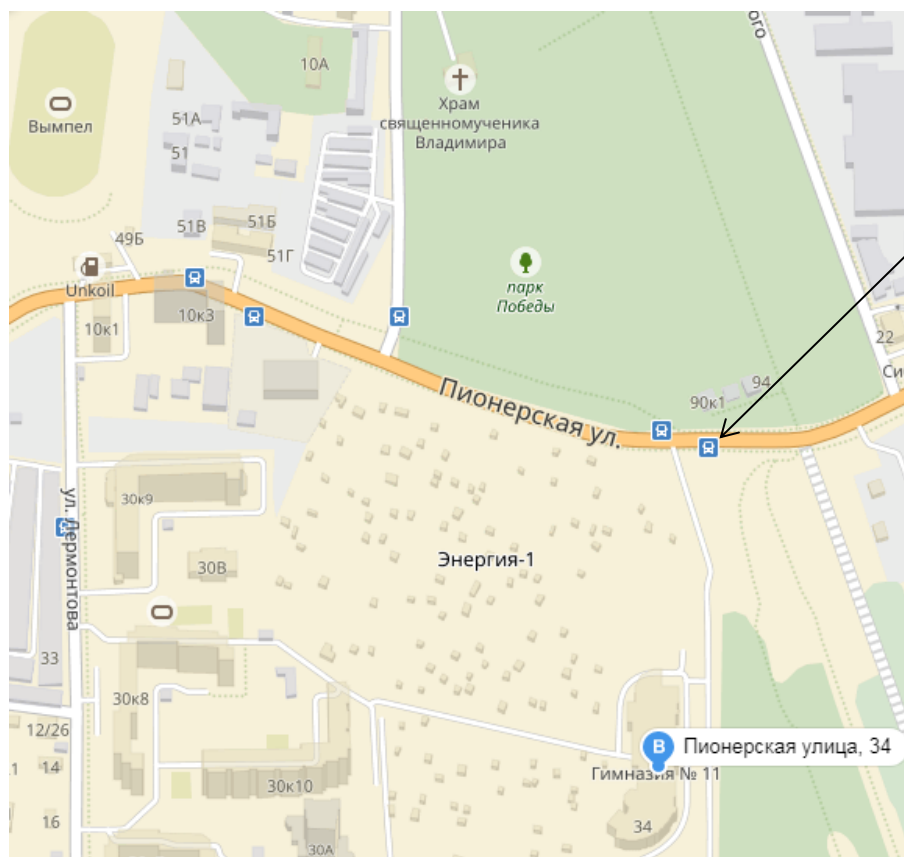 ого
10А
Вымпел
51А
51
Храм
священномученика
Владимира
51В
51Б
51Г
49Б
Unkoil
парк
Победы
10к1
10к3
22
94
90к1
Пионерская ул.
30к9
ул. Лермонтова
30В
Энергия-1
33
30к8
12/26
14
30к10
16
30А
В
Пионерская улица, 34
Гимназия № 11
34